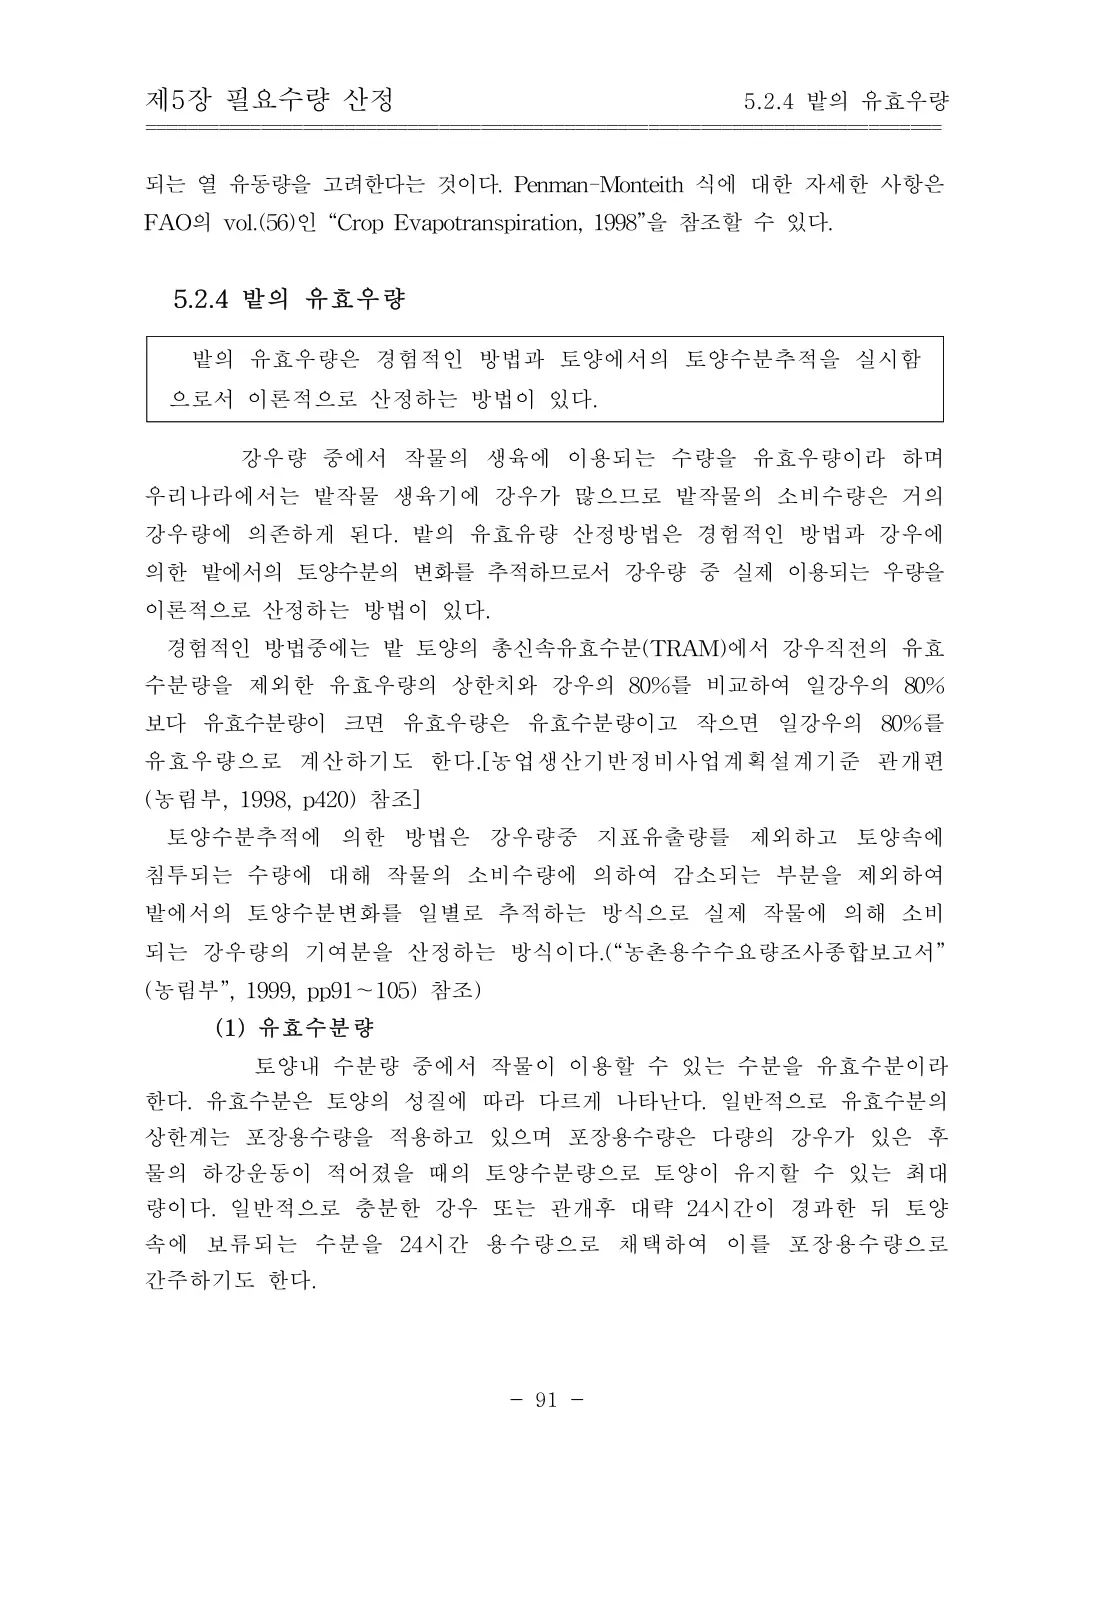 제5장 필요수량 산정 5.2.4 밭의 유효우량
되는 열 유동량을 고려한다는 것이다. Penman-Monteith 식에 대한 자세한 사항은
FAO의 vol.(56)인 “Crop Evapotranspiration, 1998”을 참조할 수 있다.
5.2.4 밭의 유효우량
밭의 유효우량은 경험적인 방법과 토양에서의 토양수분추적을 실시함
으로서 이론적으로 산정하는 방법이 있다.
강우량 중에서 작물의 생육에 이용되는 수량을 유효우량이라 하며
우리나라에서는 밭작물 생육기에 강우가 많으므로 밭작물의 소비수량은 거의
강우량에 의존하게 된다. 밭의 유효유량 산정방법은 경험적인 방법과 강우에
의한 밭에서의 토양수분의 변화를 추적하므로서 강우량 중 실제 이용되는 우량을
이론적으로 산정하는 방법이 있다.
경험적인 방법중에는 밭 토양의 총신속유효수분(TRAM)에서 강우직전의 유효
수분량을 제외한 유효우량의 상한치와 강우의 80%를 비교하여 일강우의 80%
보다 유효수분량이 크면 유효우량은 유효수분량이고 작으면 일강우의 80%를
유효우량으로 계산하기도 한다.[농업생산기반정비사업계획설계기준 관개편
(농림부, 1998, p420) 참조]
토양수분추적에 의한 방법은 강우량중 지표유출량를 제외하고 토양속에
침투되는 수량에 대해 작물의 소비수량에 의하여 감소되는 부분을 제외하여
밭에서의 토양수분변화를 일별로 추적하는 방식으로 실제 작물에 의해 소비
되는 강우량의 기여분을 산정하는 방식이다.(“농촌용수수요량조사종합보고서”
(농림부”, 1999, pp91～105) 참조)
(1) 유효수분량
토양내 수분량 중에서 작물이 이용할 수 있는 수분을 유효수분이라
한다. 유효수분은 토양의 성질에 따라 다르게 나타난다. 일반적으로 유효수분의
상한계는 포장용수량을 적용하고 있으며 포장용수량은 다량의 강우가 있은 후
물의 하강운동이 적어졌을 때의 토양수분량으로 토양이 유지할 수 있는 최대
량이다. 일반적으로 충분한 강우 또는 관개후 대략 24시간이 경과한 뒤 토양
속에 보류되는 수분을 24시간 용수량으로 채택하여 이를 포장용수량으로
간주하기도 한다.
- 91 -